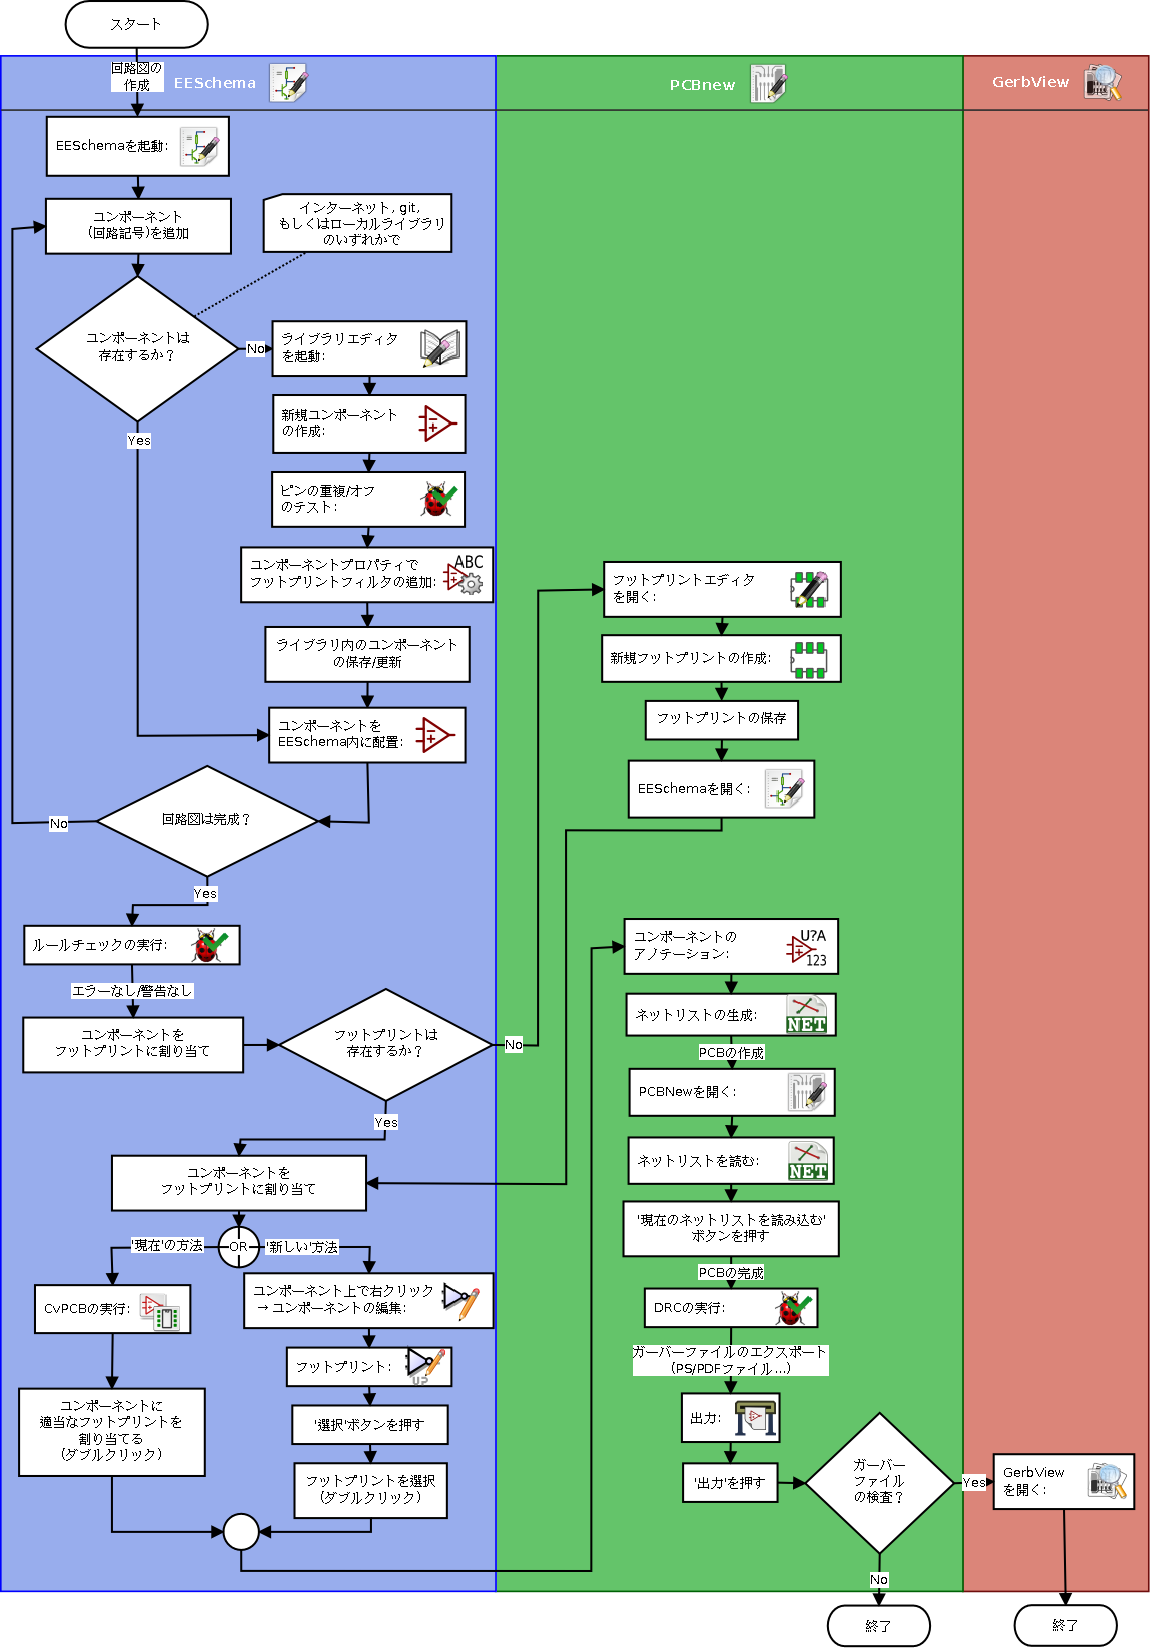 スタート
回路図の
作成
EESchema
PCBnew
GerbView
EESchemaを起動:
コンポーネント
(回路記号)を追加
インターネット, git,
もしくはローカルライブラリ
のいずれかで
コンポーネントは
存在するか？
No
ライブラリエディタ
を起動:
新規コンポーネント
の作成:
Yes
ピンの重複/オフ
のテスト:
コンポーネントプロパティで
フットプリントフィルタの追加:
ABC
ライブラリ内のコンポーネント
の保存/更新
コンポーネントを
EESchema内に配置:
回路図は完成？
No
Yes
ルールチェックの実行:
エラーなし/警告なし
コンポーネントを
フットプリントに割り当て
フットプリントは
存在するか？
No
Yes
フットプリントエディタ
を開く:
新規フットプリントの作成:
フットプリントの保存
EESchemaを開く:
コンポーネントを
フットプリントに割り当て
OR
'現在'の方法
'新しい'方法
CvPCBの実行:
コンポーネントに
適当なフットプリントを
割り当てる
(ダブルクリック)
コンポーネント上で右クリック
→ コンポーネントの編集:
フットプリント:
UP
'選択'ボタンを押す
フットプリントを選択
(ダブルクリック)
コンポーネントの
アノテーション:
U?A
123
ネットリストの生成:
NET
PCBの作成
PCBNewを開く:
ネットリストを読む:
NET
'現在のネットリストを読み込む'
ボタンを押す
PCBの完成
DRCの実行:
ガーバーファイルのエクスポート
(PS/PDFファイル...)
出力:
'出力'を押す
ガーバー
ファイル
の検査？
Yes
GerbView
を開く:
No
終了
終了